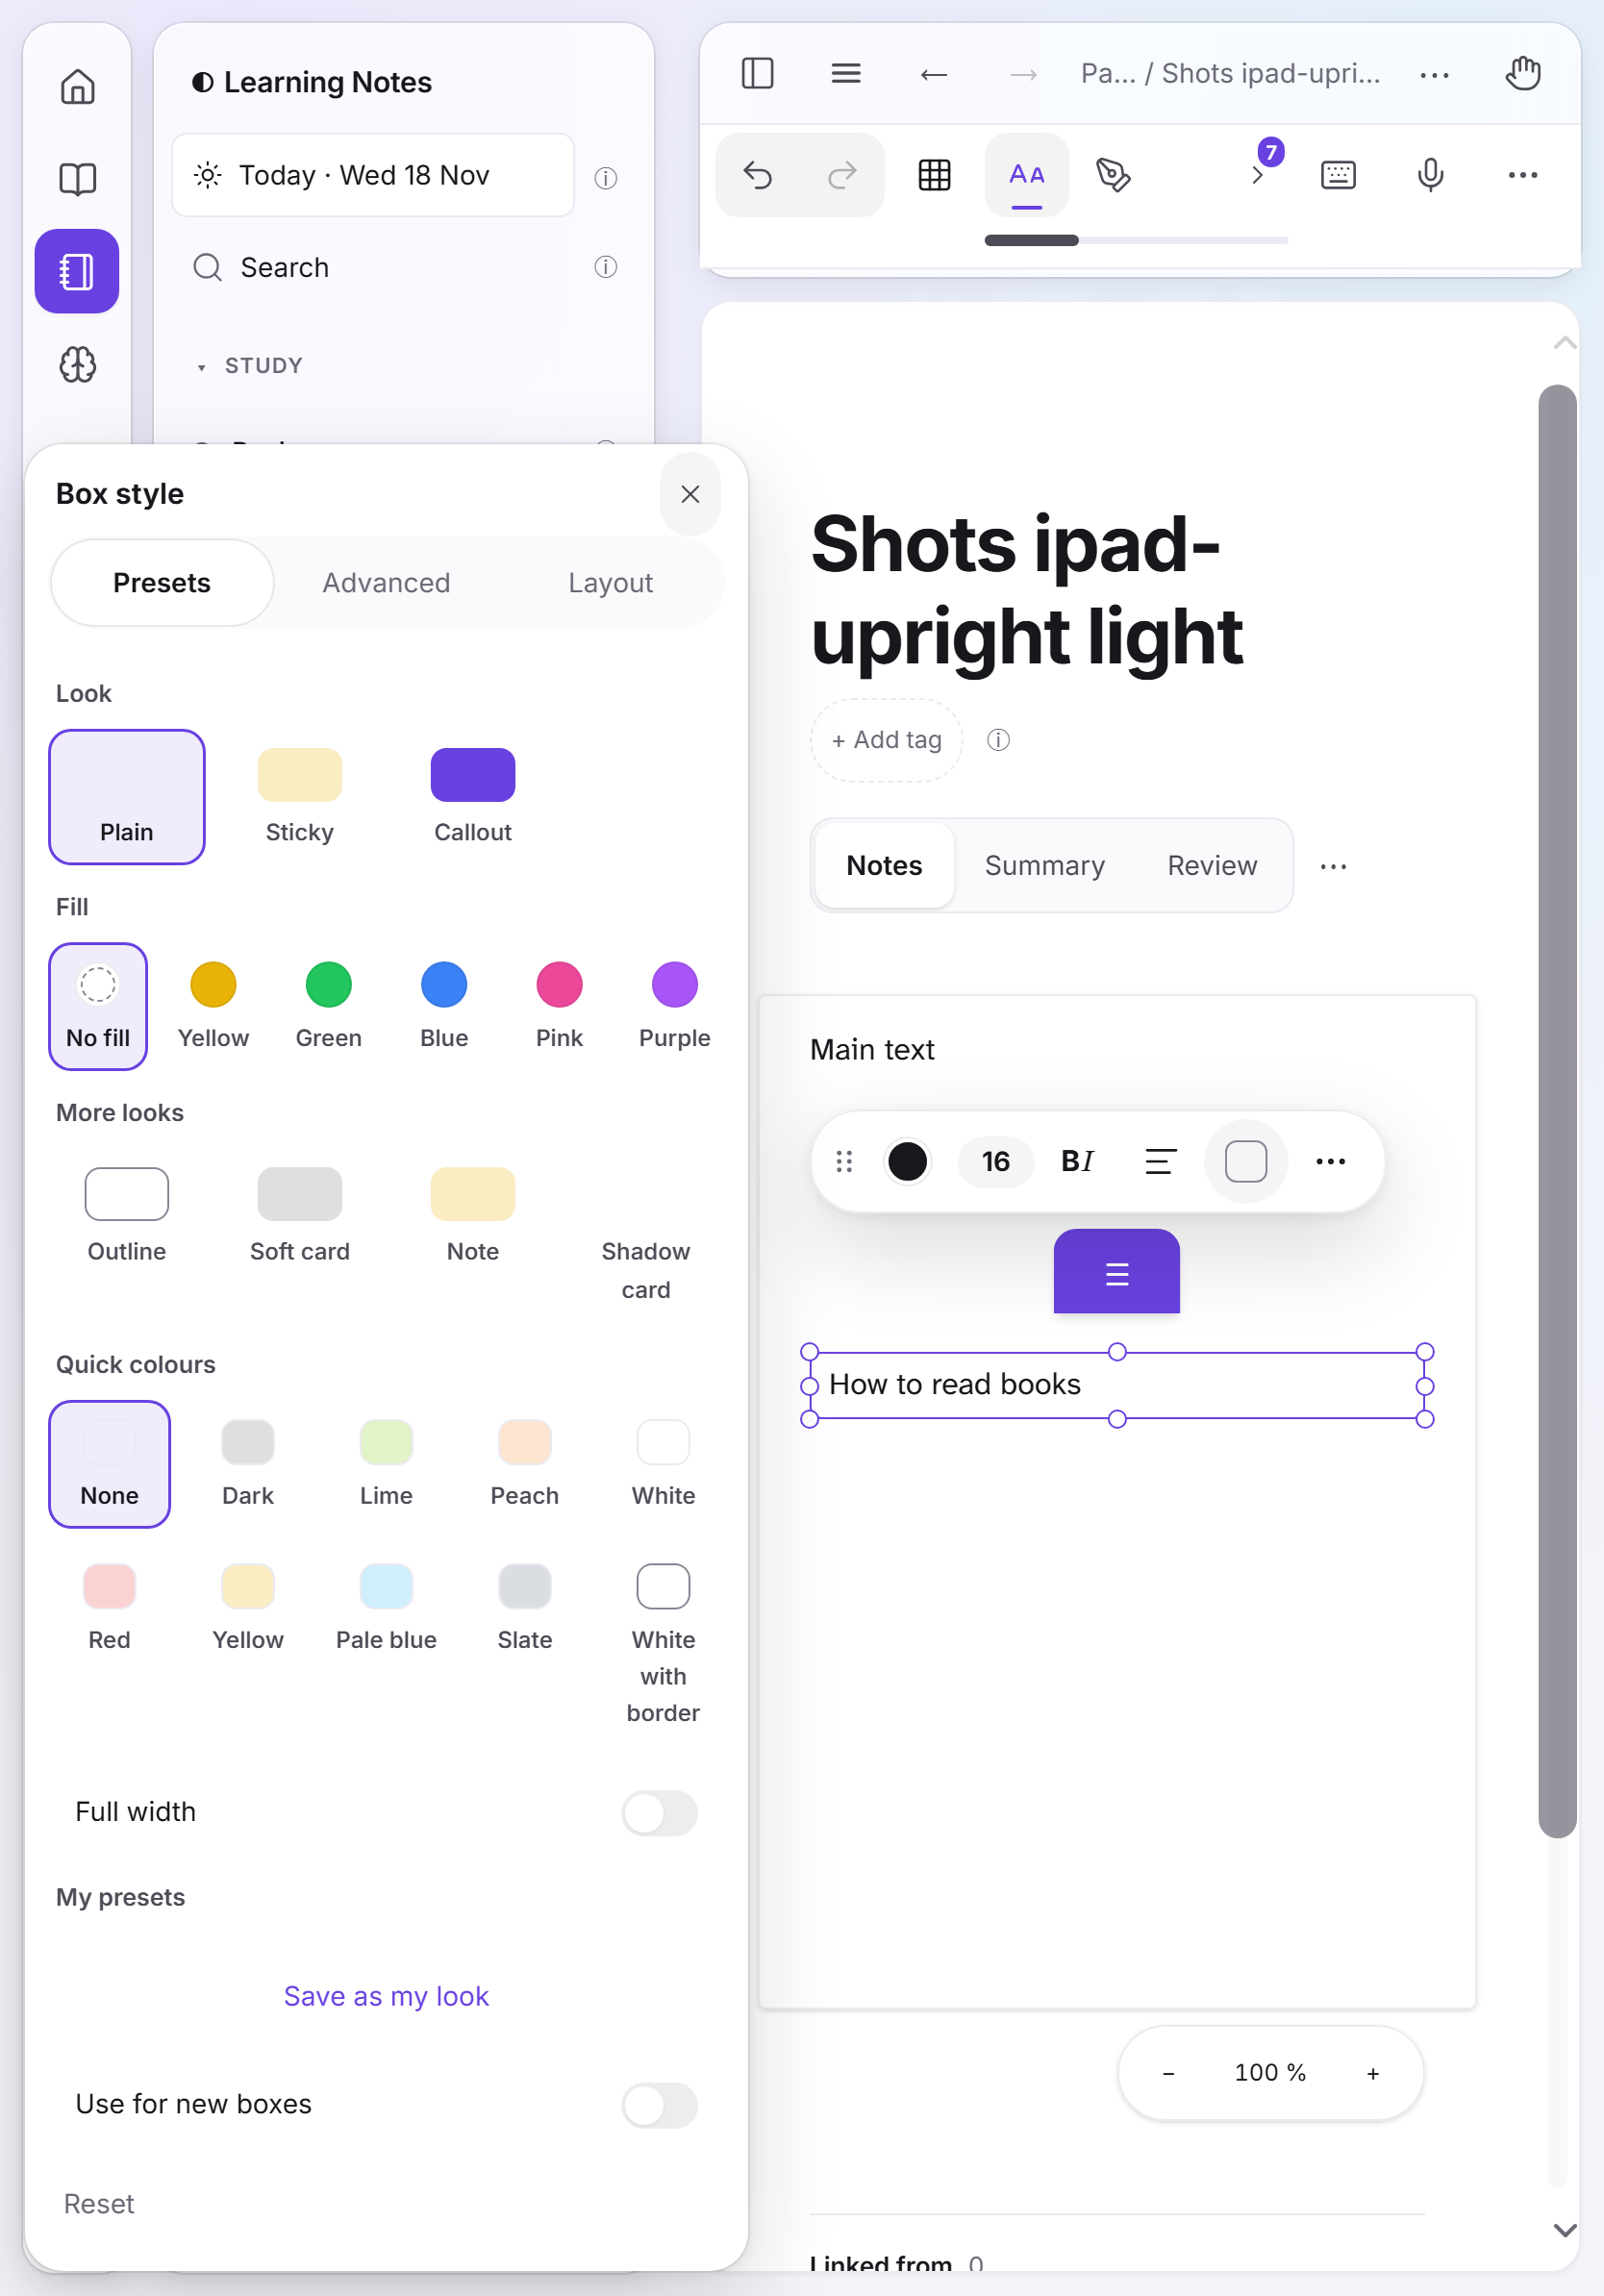 Learning Notes
Today · Wed 18 Nov
Search
STUDY
Pa... / Shots ipad-upri...
7
Box style
Presets Advanced Layout
Look
Plain Sticky Callout
Fill
No fill Yellow Green Blue Pink Purple
More looks
Outline Soft card Note Shadow
card
Quick colours
None Dark Lime Peach White
Red Yellow Pale blue Slate White
with
border
Full width
My presets
Save as my look
Use for new boxes
Reset
Shots ipad-
upright light
+ Add tag
Notes Summary Review
Main text
16 B I
How to read books
− 100 % +
Linked from 0